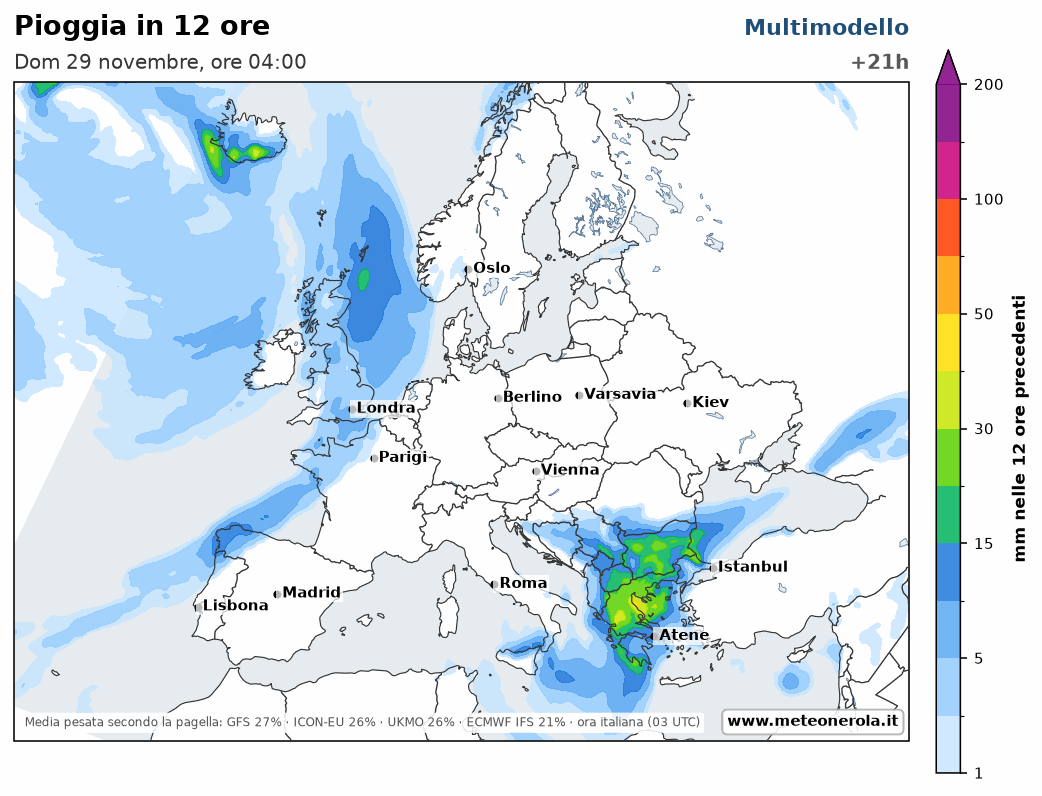 Pioggia in 12 ore
Multimodello
Dom 29 novembre, ore 04:00
+21h
200
100
50
30
15
5
1
mm nelle 12 ore precedenti
Oslo
Berlino
Varsavia
Kiev
Londra
Parigi
Vienna
Istanbul
Roma
Madrid
Lisbona
Atene
Media pesata secondo la pagella: GFS 27% · ICON-EU 26% · UKMO 26% · ECMWF IFS 21% · ora italiana (03 UTC)
www.meteonerola.it